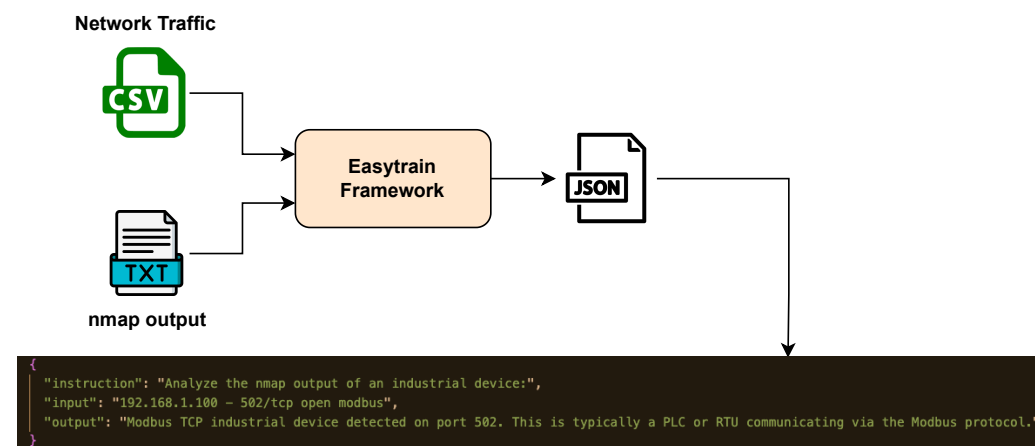 Network Traffic
CSV
Easytrain
Framework
JSON
TXT
nmap output
{
"instruction": "Analyze the nmap output of an industrial device:",
"input": "192.168.1.100 – 502/tcp open modbus",
"output": "Modbus TCP industrial device detected on port 502. This is typically a PLC or RTU communicating via the Modbus protocol.
}